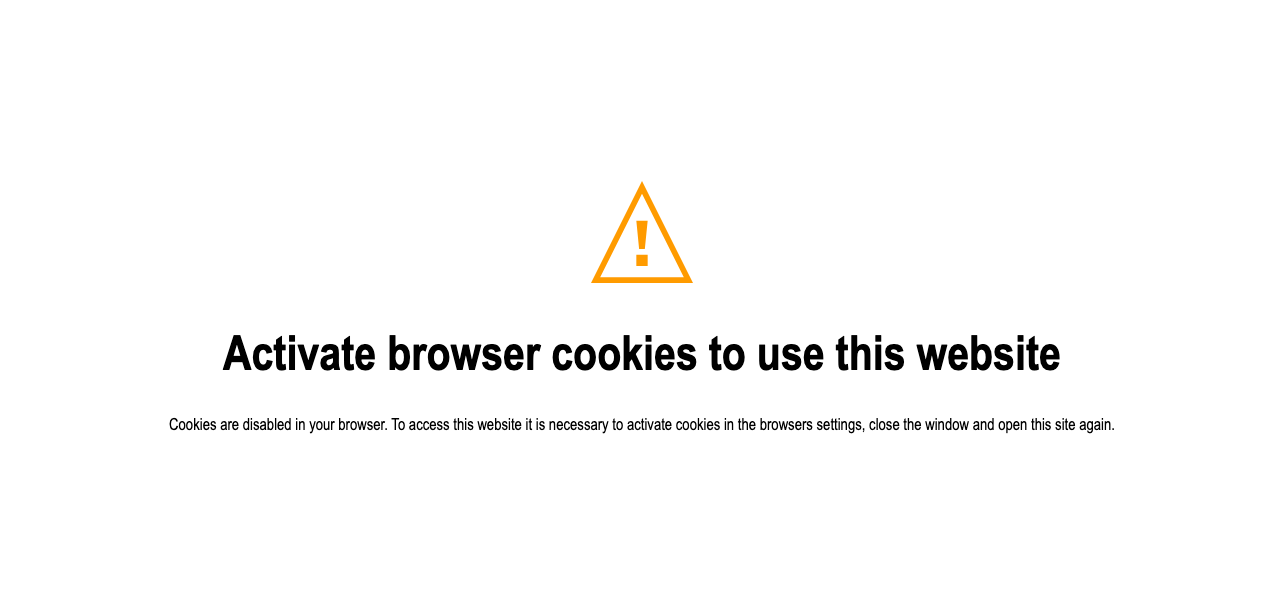 !
Activate browser cookies to use this website
Cookies are disabled in your browser. To access this website it is necessary to activate cookies in the browsers settings, close the window and open this site again.